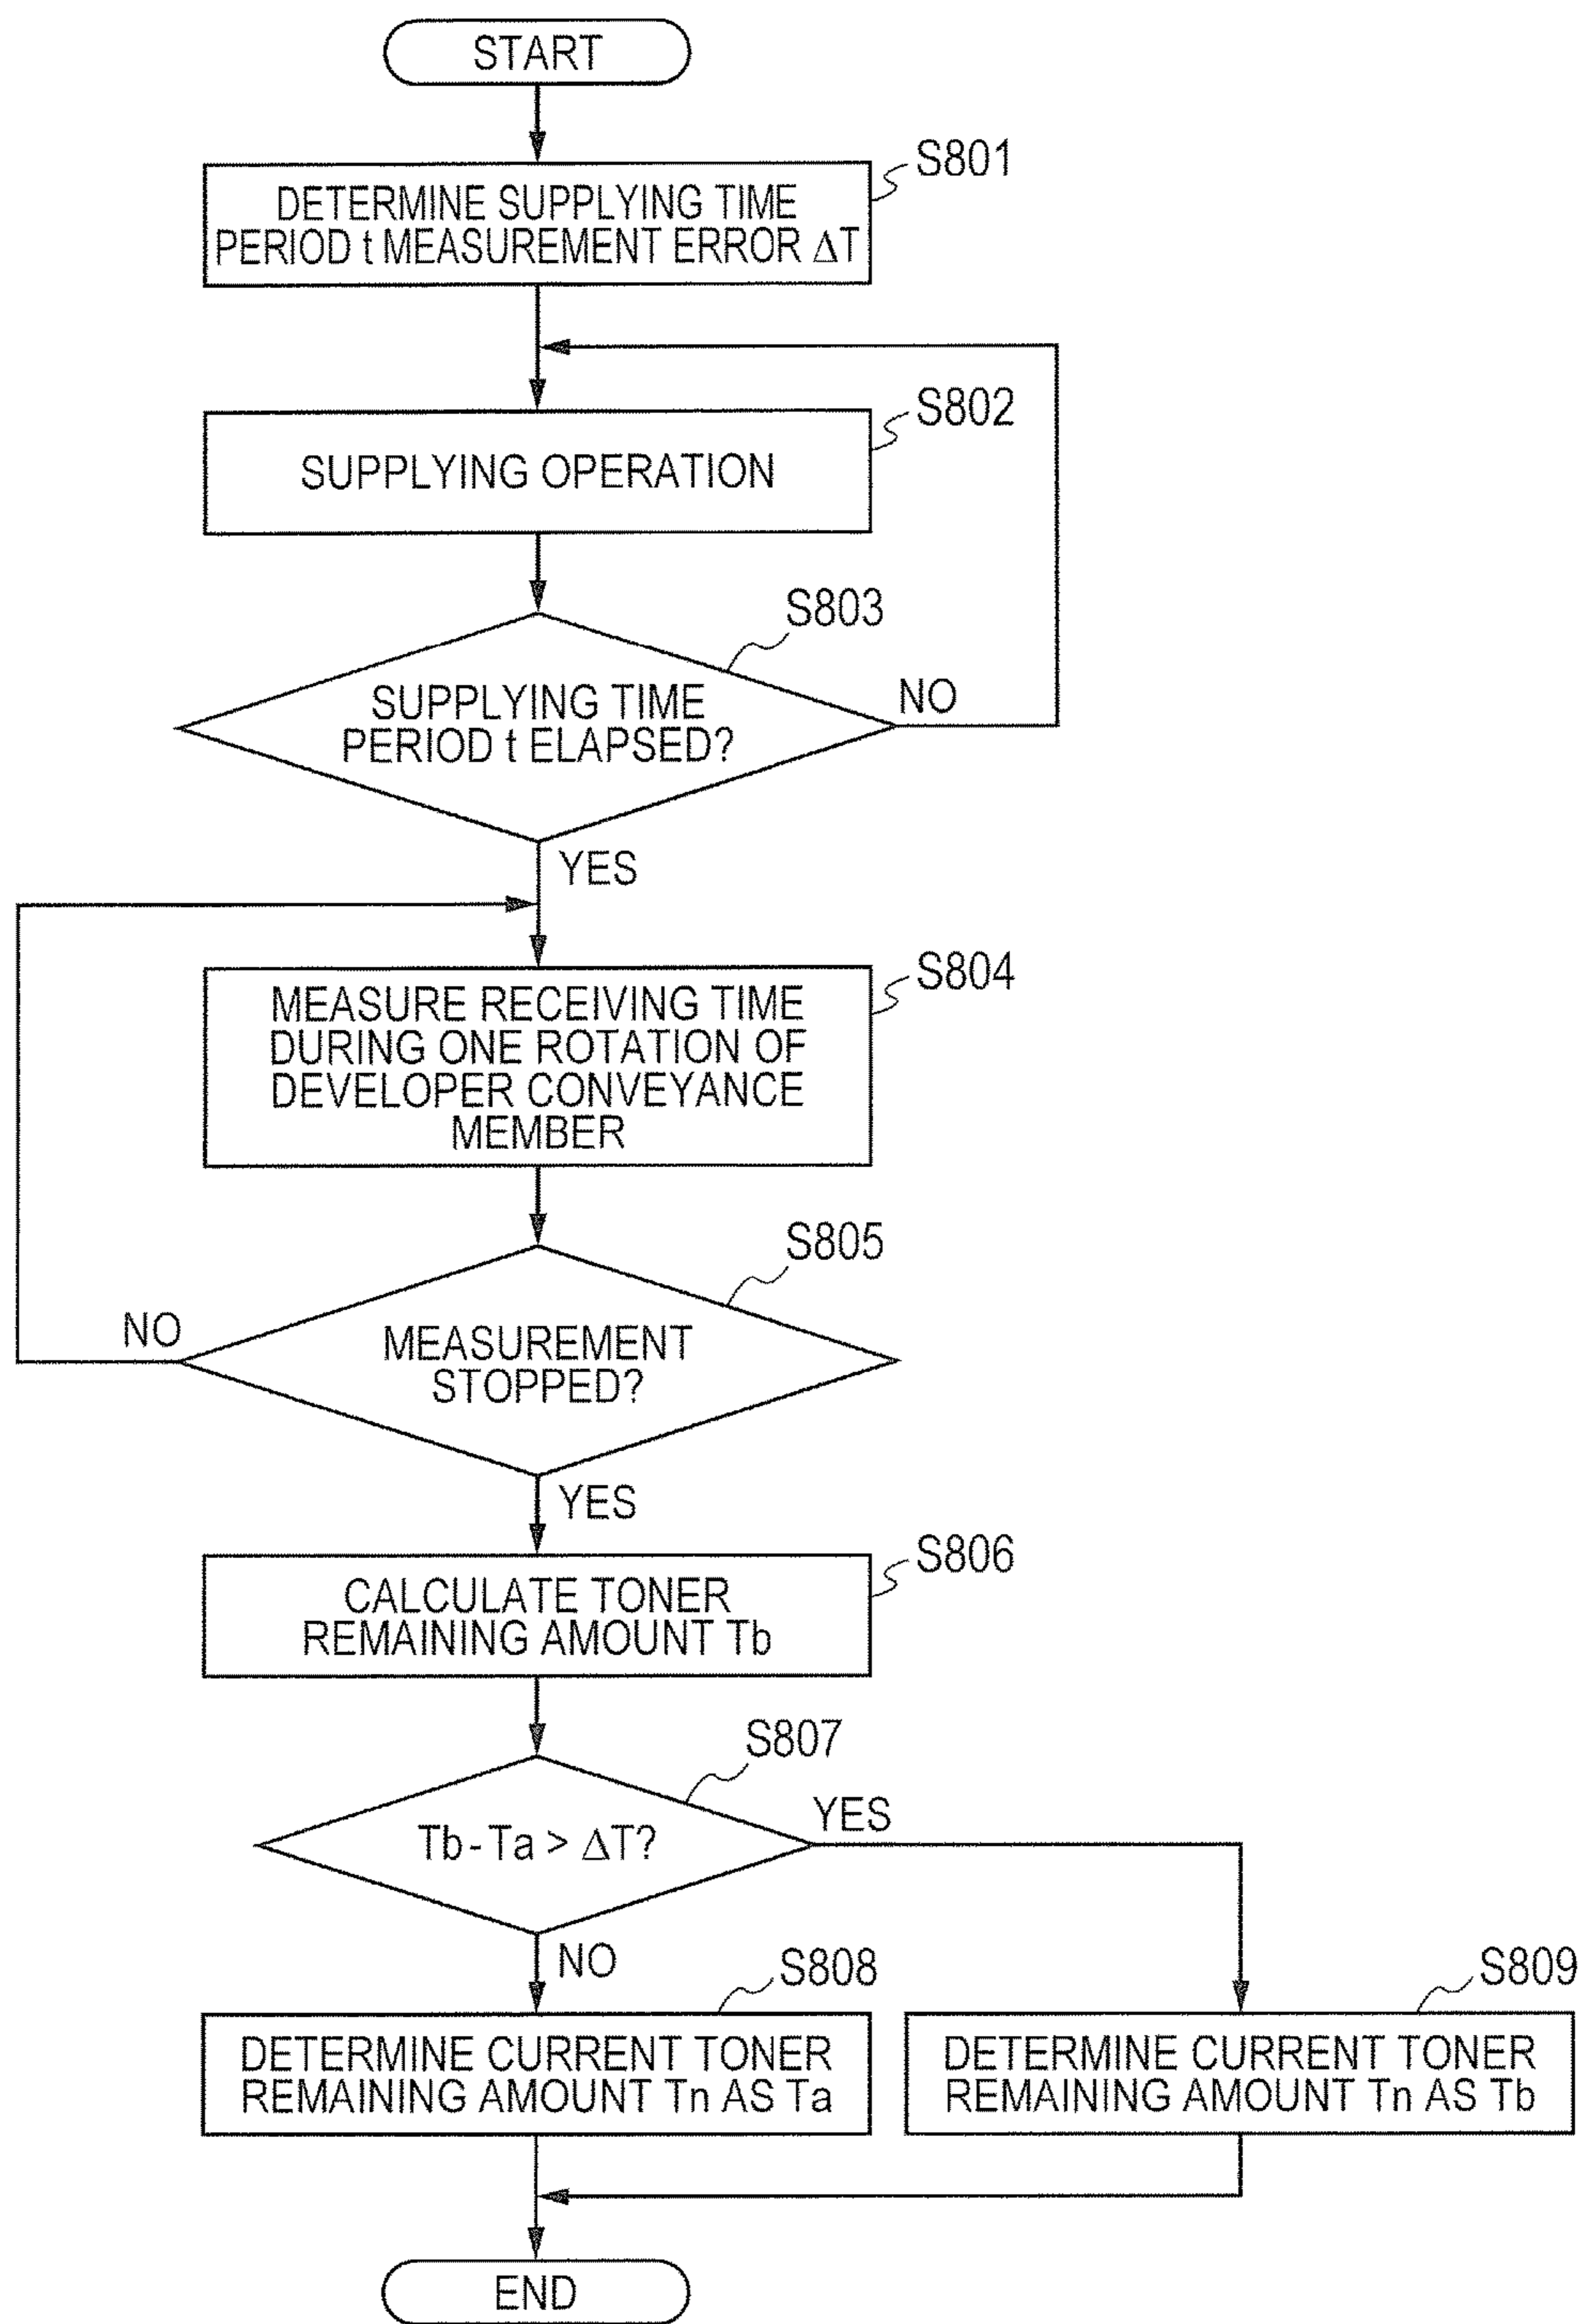 START
S801
DETERMINE SUPPLYING TIME
PERIOD t MEASUREMENT ERROR ΔT
S802
SUPPLYING OPERATION
S803
SUPPLYING TIME
PERIOD t ELAPSED?
NO
YES
S804
MEASURE RECEIVING TIME
DURING ONE ROTATION OF
DEVELOPER CONVEYANCE
MEMBER
S805
NO
MEASUREMENT
STOPPED?
YES
S806
CALCULATE TONER
REMAINING AMOUNT Tb
S807
YES
Tb - Ta > ΔT?
NO
S808
DETERMINE CURRENT TONER
REMAINING AMOUNT Tn AS Ta
S809
DETERMINE CURRENT TONER
REMAINING AMOUNT Tn AS Tb
END